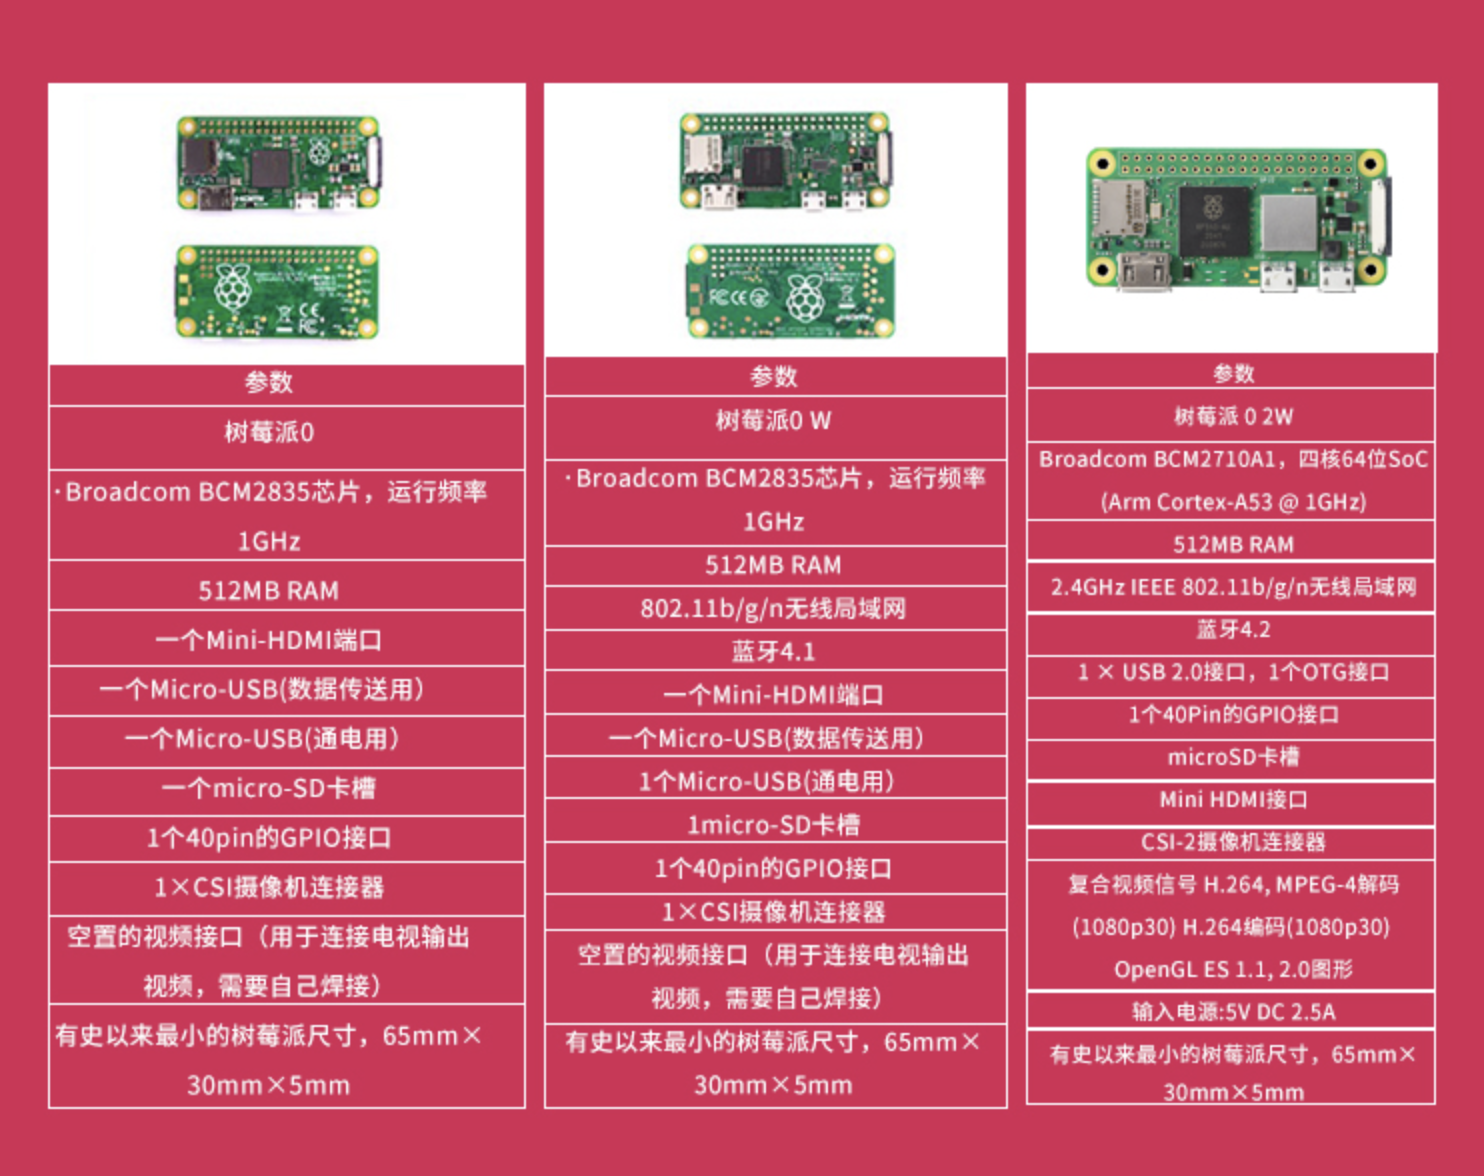 参数
树莓派0
·Broadcom BCM2835芯片，运行频率
1GHz
512MB RAM
一个Mini-HDMI端口
一个Micro-USB(数据传送用）
一个Micro-USB(通电用）
一个micro-SD卡槽
1个40pin的GPIO接口
1×CSI摄像机连接器
空置的视频接口（用于连接电视输出
视频，需要自己焊接）
有史以来最小的树莓派尺寸，65mm×
30mm×5mm
参数
树莓派0 W
·Broadcom BCM2835芯片，运行频率
1GHz
512MB RAM
802.11b/g/n无线局域网
蓝牙4.1
一个Mini-HDMI端口
一个Micro-USB(数据传送用）
1个Micro-USB(通电用）
1micro-SD卡槽
1个40pin的GPIO接口
1×CSI摄像机连接器
空置的视频接口（用于连接电视输出
视频，需要自己焊接）
有史以来最小的树莓派尺寸，65mm×
30mm×5mm
参数
树莓派 0 2W
Broadcom BCM2710A1，四核64位SoC
(Arm Cortex-A53 @ 1GHz)
512MB RAM
2.4GHz IEEE 802.11b/g/n无线局域网
蓝牙4.2
1 × USB 2.0接口，1个OTG接口
1个40Pin的GPIO接口
microSD卡槽
Mini HDMI接口
CSI-2摄像机连接器
复合视频信号 H.264, MPEG-4解码
(1080p30) H.264编码(1080p30)
OpenGL ES 1.1, 2.0图形
输入电源:5V DC 2.5A
有史以来最小的树莓派尺寸，65mm×
30mm×5mm